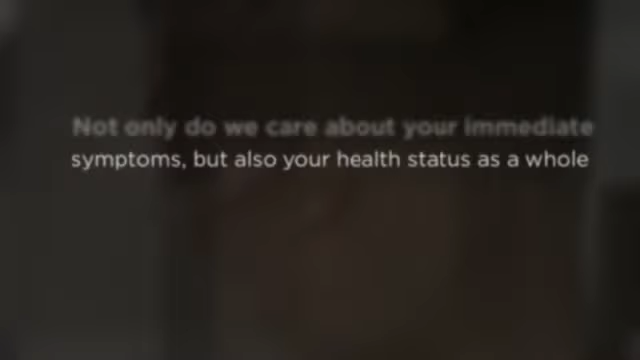 Not only do we care about your immediate
symptoms, but also your health status as a whole